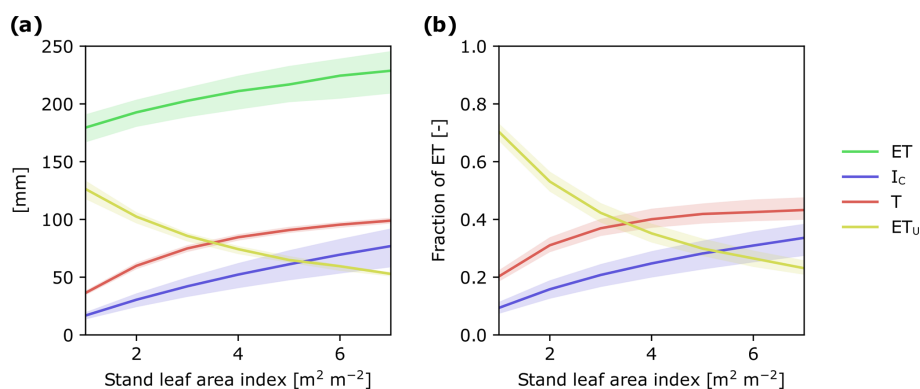 (a)
250
200
150
100
50
0
[mm]
2
4
6
Stand leaf area index [m² m⁻²]
(b)
1.0
0.8
0.6
0.4
0.2
0.0
Fraction of ET [-]
2
4
6
Stand leaf area index [m² m⁻²]
ET
I_C
T
ET_U